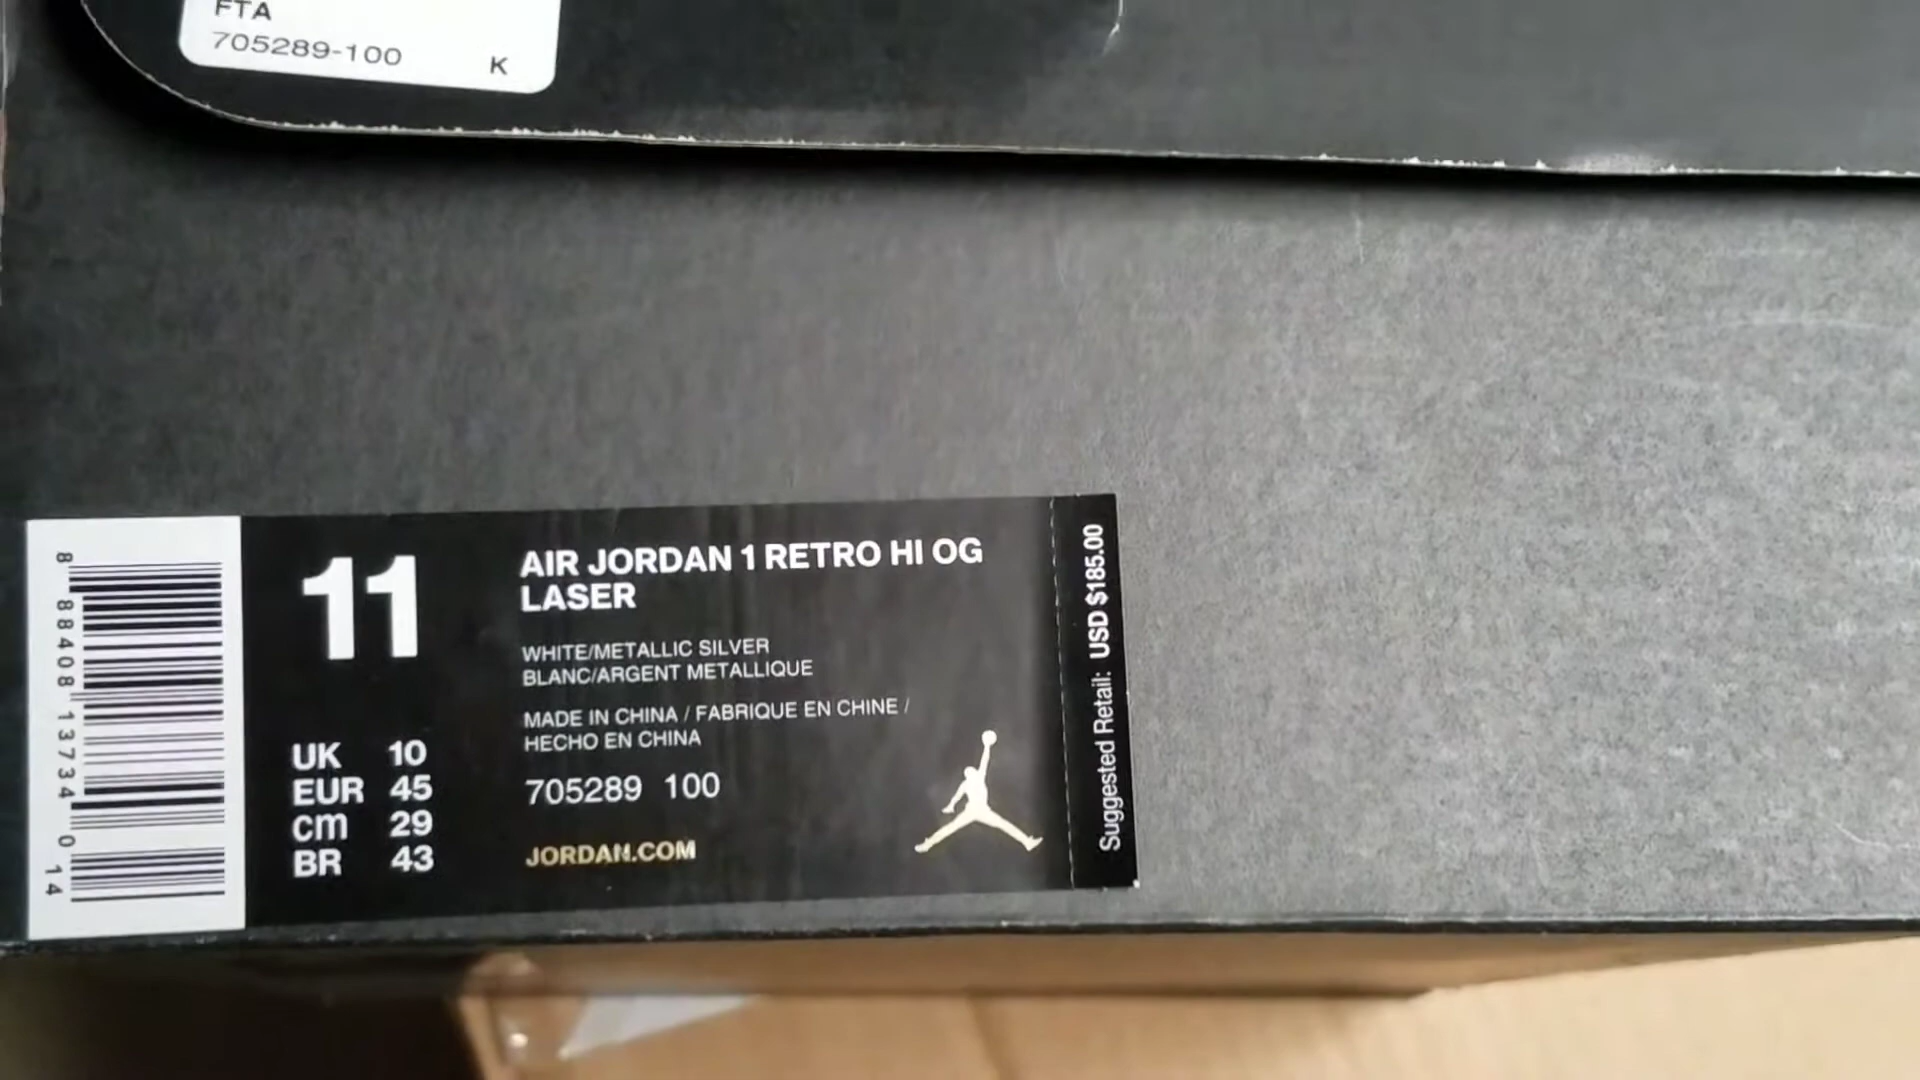 FTA
705289-100 K
11
AIR JORDAN 1 RETRO HI OG
LASER
WHITE/METALLIC SILVER
BLANC/ARGENT METALLIQUE
MADE IN CHINA / FABRIQUE EN CHINE /
HECHO EN CHINA
705289 100
JORDAN.COM
UK 10
EUR 45
cm 29
BR 43
8 88408 13734 0 14
Suggested Retail: USD $185.00